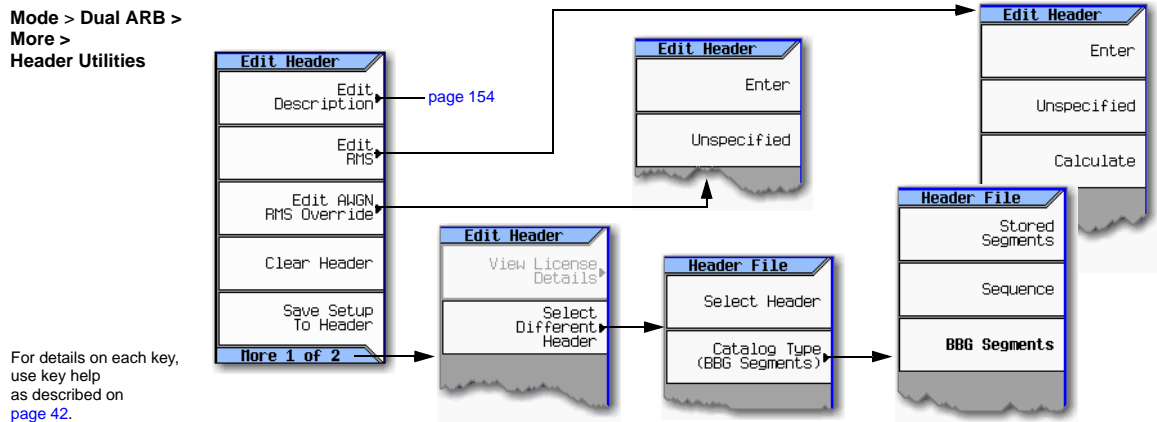 Mode > Dual ARB >
More >
Header Utilities
Edit Header
Edit
Description
page 154
Edit
RMS
Edit AWGN
RMS Override
Clear Header
Save Setup
To Header
More 1 of 2
For details on each key,
use key help
as described on
page 42.
Edit Header
View License
Details
Select
Different
Header
Edit Header
Enter
Unspecified
Header File
Select Header
Catalog Type
(BBG Segments)
Edit Header
Enter
Unspecified
Calculate
Header File
Stored
Segments
Sequence
BBG Segments